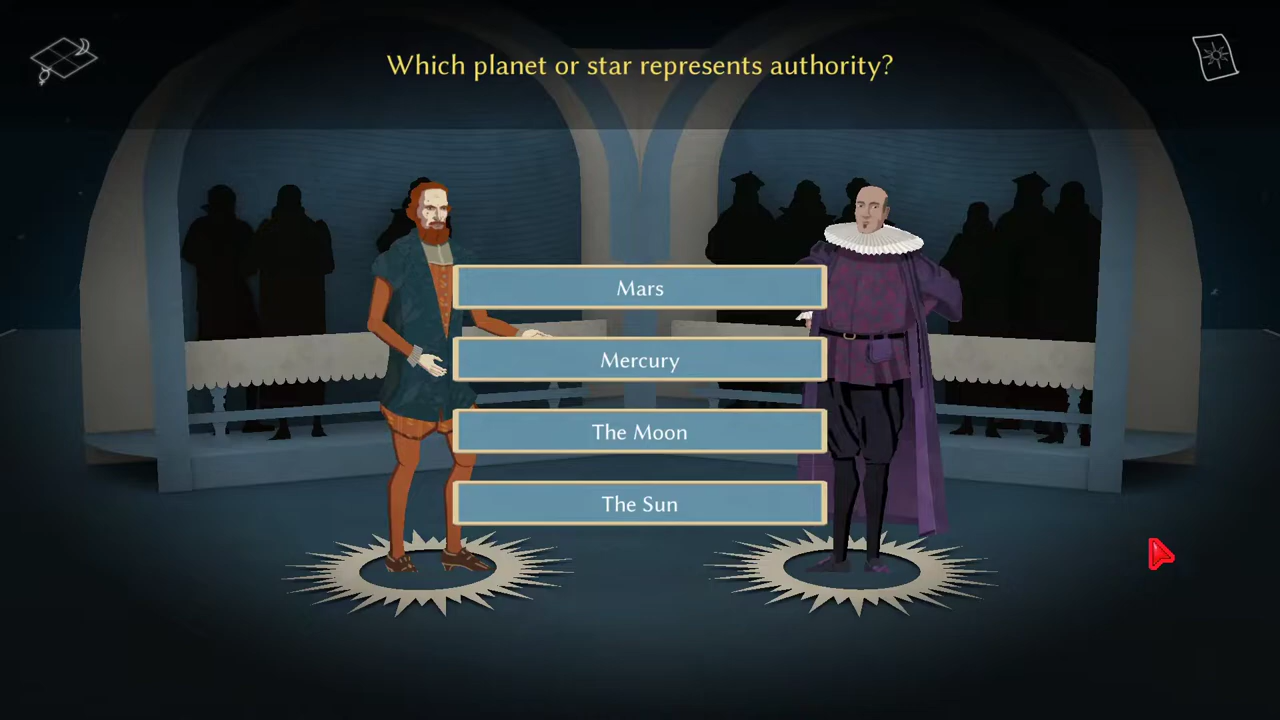 Which planet or star represents authority?
Mars
Mercury
The Moon
The Sun